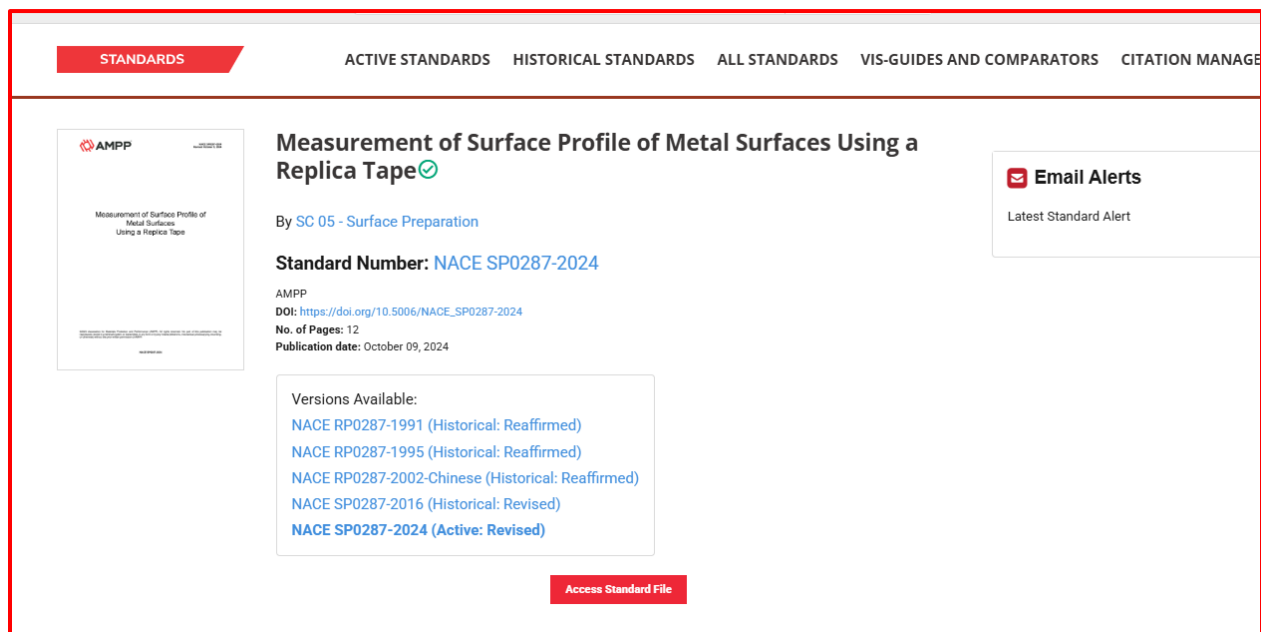 STANDARDS
ACTIVE STANDARDS
HISTORICAL STANDARDS
ALL STANDARDS
VIS-GUIDES AND COMPARATORS
CITATION MANAGE
AMPP
Measurement of Surface Profile of
Metal Surfaces
Using a Replica Tape
Measurement of Surface Profile of Metal Surfaces Using a
Replica Tape
By SC 05 - Surface Preparation
Standard Number: NACE SP0287-2024
AMPP
DOI: https://doi.org/10.5006/NACE_SP0287-2024
No. of Pages: 12
Publication date: October 09, 2024
Versions Available:
NACE RP0287-1991 (Historical: Reaffirmed)
NACE RP0287-1995 (Historical: Reaffirmed)
NACE RP0287-2002-Chinese (Historical: Reaffirmed)
NACE SP0287-2016 (Historical: Revised)
NACE SP0287-2024 (Active: Revised)
Access Standard File
Email Alerts
Latest Standard Alert